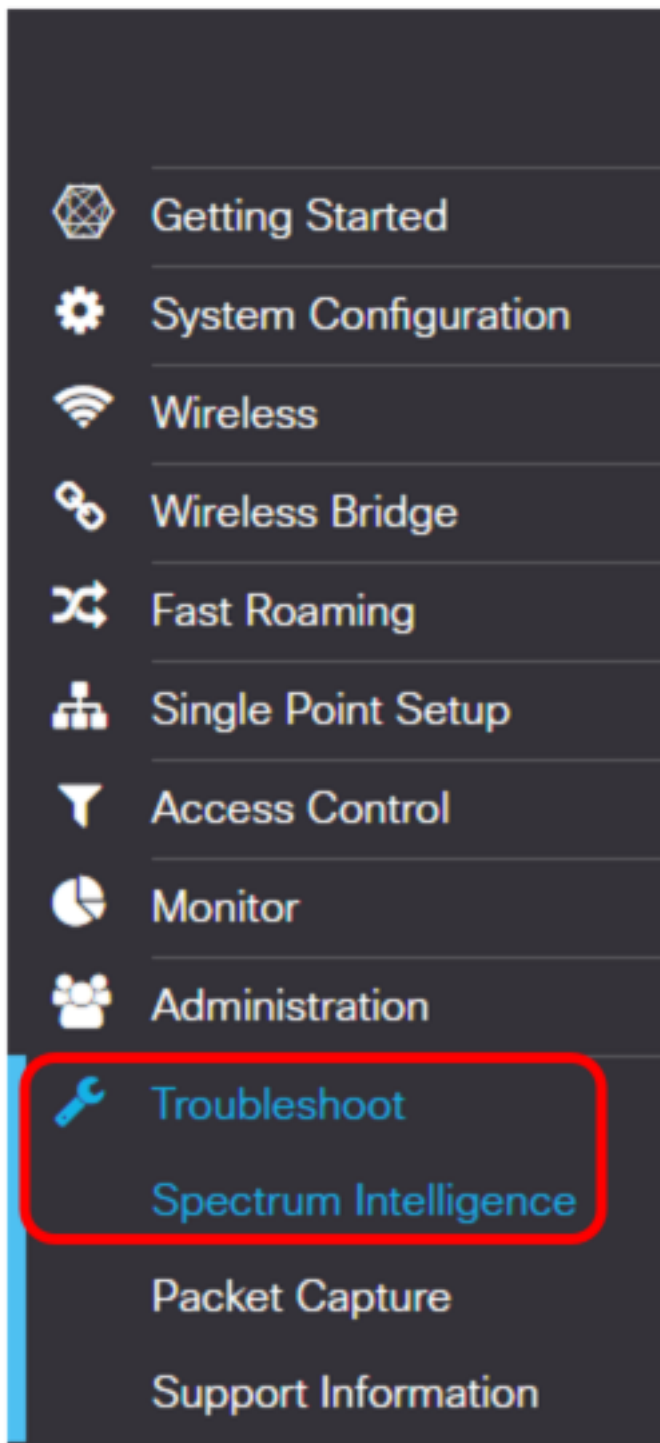 Getting Started
System Configuration
Wireless
Wireless Bridge
Fast Roaming
Single Point Setup
Access Control
Monitor
Administration
Troubleshoot
Spectrum Intelligence
Packet Capture
Support Information